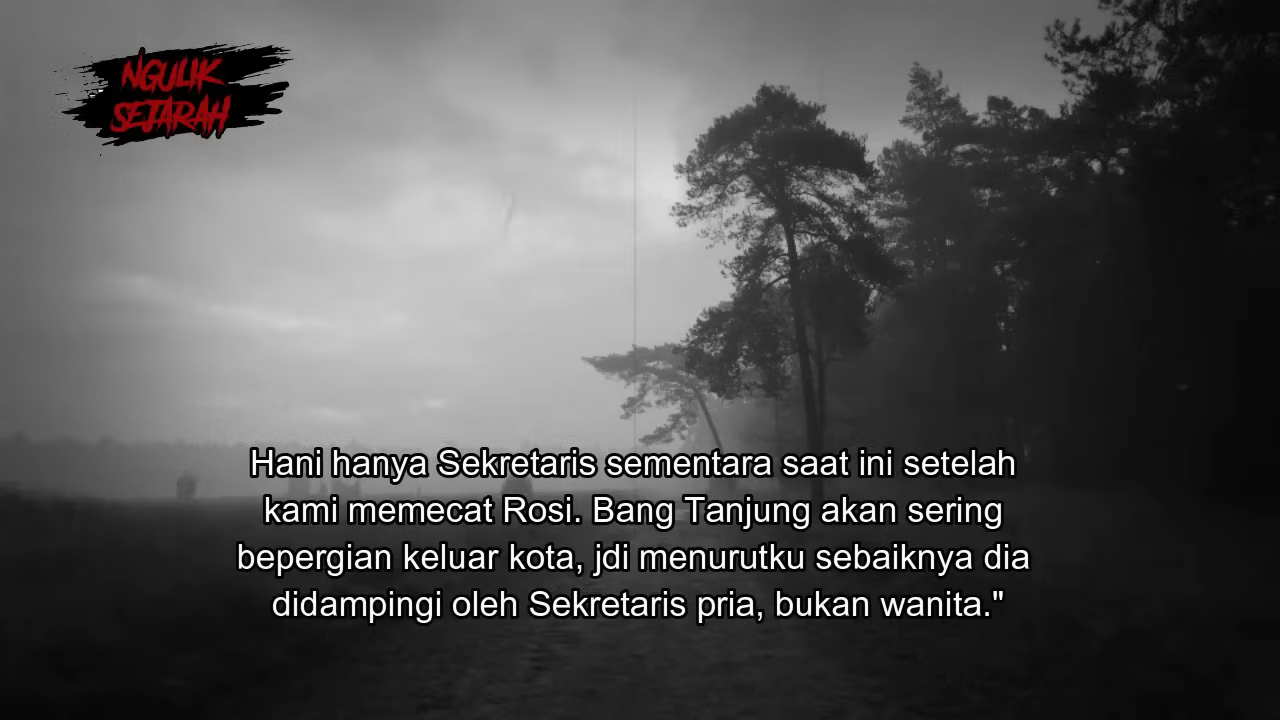 NGULIK
SEJARAH
Hani hanya Sekretaris sementara saat ini setelah
kami memecat Rosi. Bang Tanjung akan sering
bepergian keluar kota, jdi menurutku sebaiknya dia
didampingi oleh Sekretaris pria, bukan wanita."